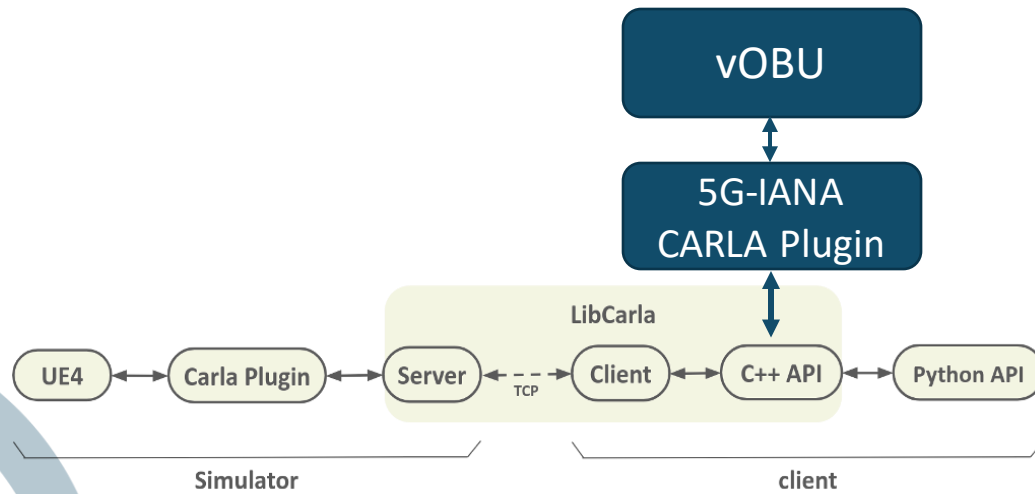 vOBU
5G-IANA
CARLA Plugin
LibCarla
UE4
Carla Plugin
Server
TCP
Client
C++ API
Python API
Simulator
client